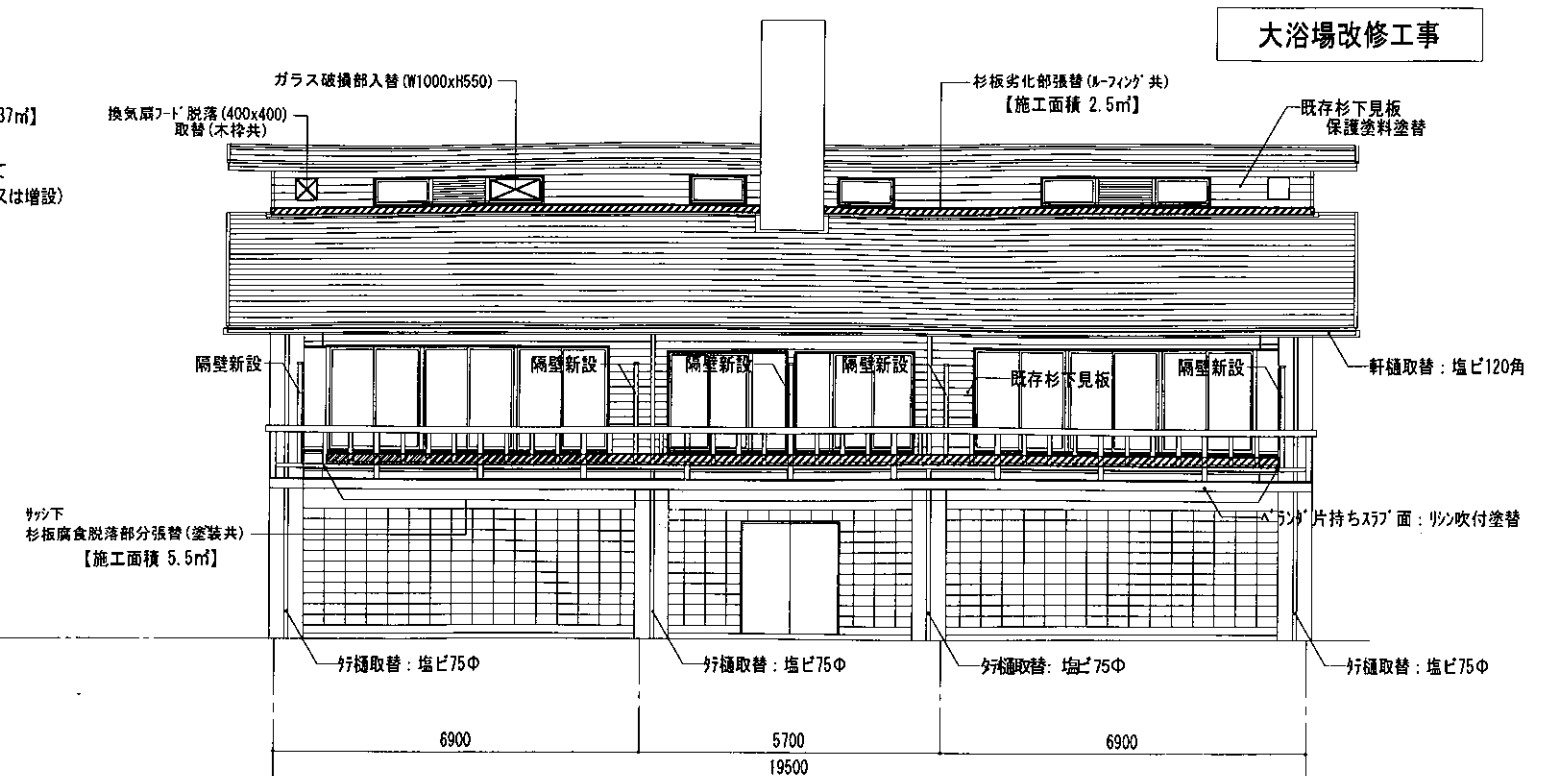 大浴場改修工事
ガラス破損部入替(W1000xH550)
杉板劣化部張替(ルーフィング共)
【施工面積 2.5㎡】
37㎡】
換気扇フード脱落(400x400)
取替(木枠共)
既存杉下見板
保護塗料塗替
又は増設)
隔壁新設
隔壁新設
隔壁新設
隔壁新設
隔壁新設
既存杉下見板
軒樋取替：塩ビ120角
サッシ下
杉板腐食脱落部分張替(塗装共)
【施工面積 5.5㎡】
ベランダ片持ちスラブ面：リシン吹付塗替
タテ樋取替：塩ビ75Φ
タテ樋取替：塩ビ75Φ
タテ樋取替：塩ビ75Φ
タテ樋取替：塩ビ75Φ
6900
5700
6900
19500